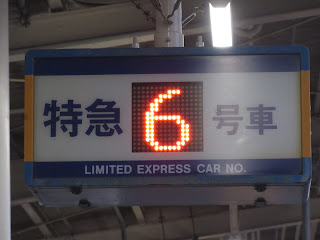 特急 6 号車
LIMITED EXPRESS CAR NO.